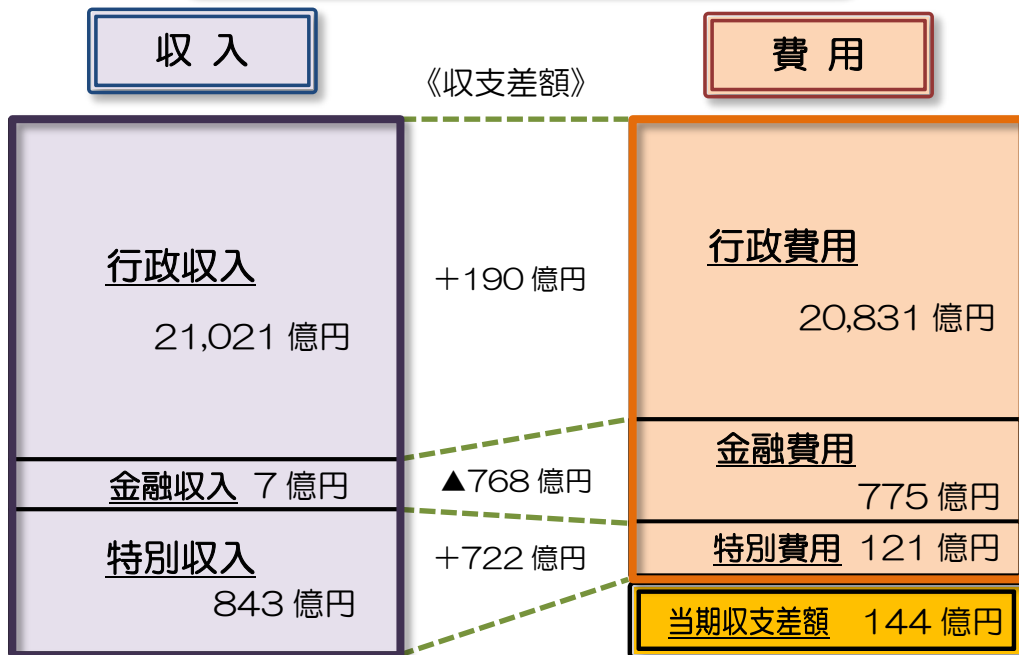 収 入
費 用
《収支差額》
行政収入
21,021 億円
+190 億円
行政費用
20,831 億円
金融収入 7 億円
▲768 億円
金融費用
775 億円
特別収入
843 億円
+722 億円
特別費用 121 億円
当期収支差額 144 億円